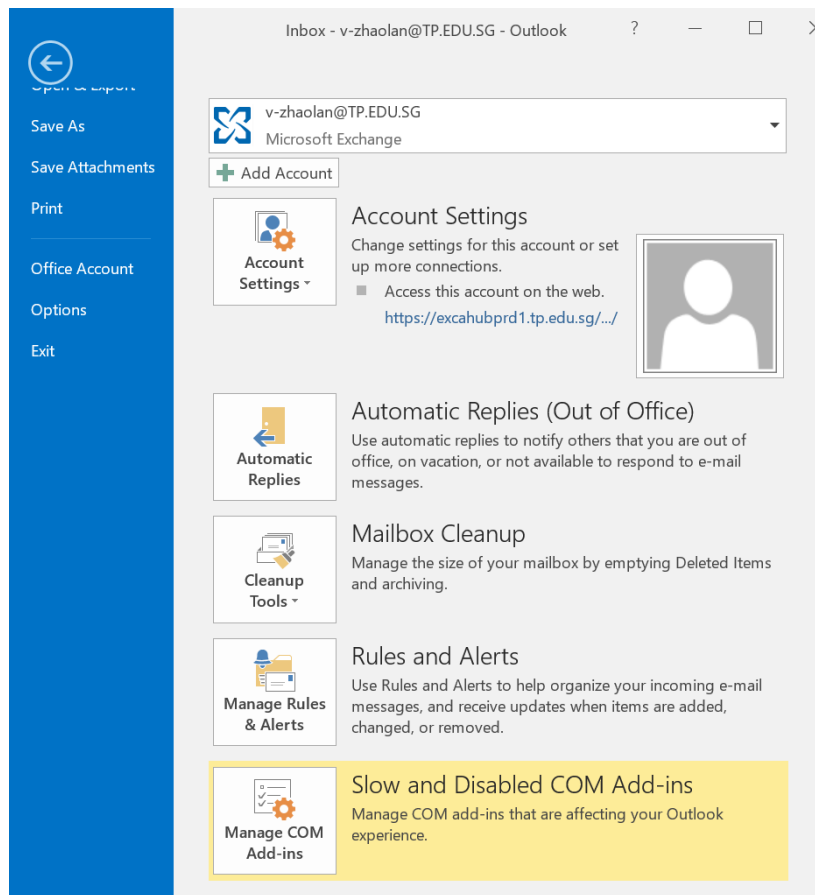 Inbox - v-zhaolan@TP.EDU.SG - Outlook ?
Save As
Save Attachments
Print
Office Account
Options
Exit
v-zhaolan@TP.EDU.SG
Microsoft Exchange
Add Account
Account
Settings
Account Settings
Change settings for this account or set
up more connections.
Access this account on the web.
https://excahubprd1.tp.edu.sg/.../
Automatic
Replies
Automatic Replies (Out of Office)
Use automatic replies to notify others that you are out of
office, on vacation, or not available to respond to e-mail
messages.
Cleanup
Tools
Mailbox Cleanup
Manage the size of your mailbox by emptying Deleted Items
and archiving.
Manage Rules
& Alerts
Rules and Alerts
Use Rules and Alerts to help organize your incoming e-mail
messages, and receive updates when items are added,
changed, or removed.
Manage COM
Add-ins
Slow and Disabled COM Add-ins
Manage COM add-ins that are affecting your Outlook
experience.